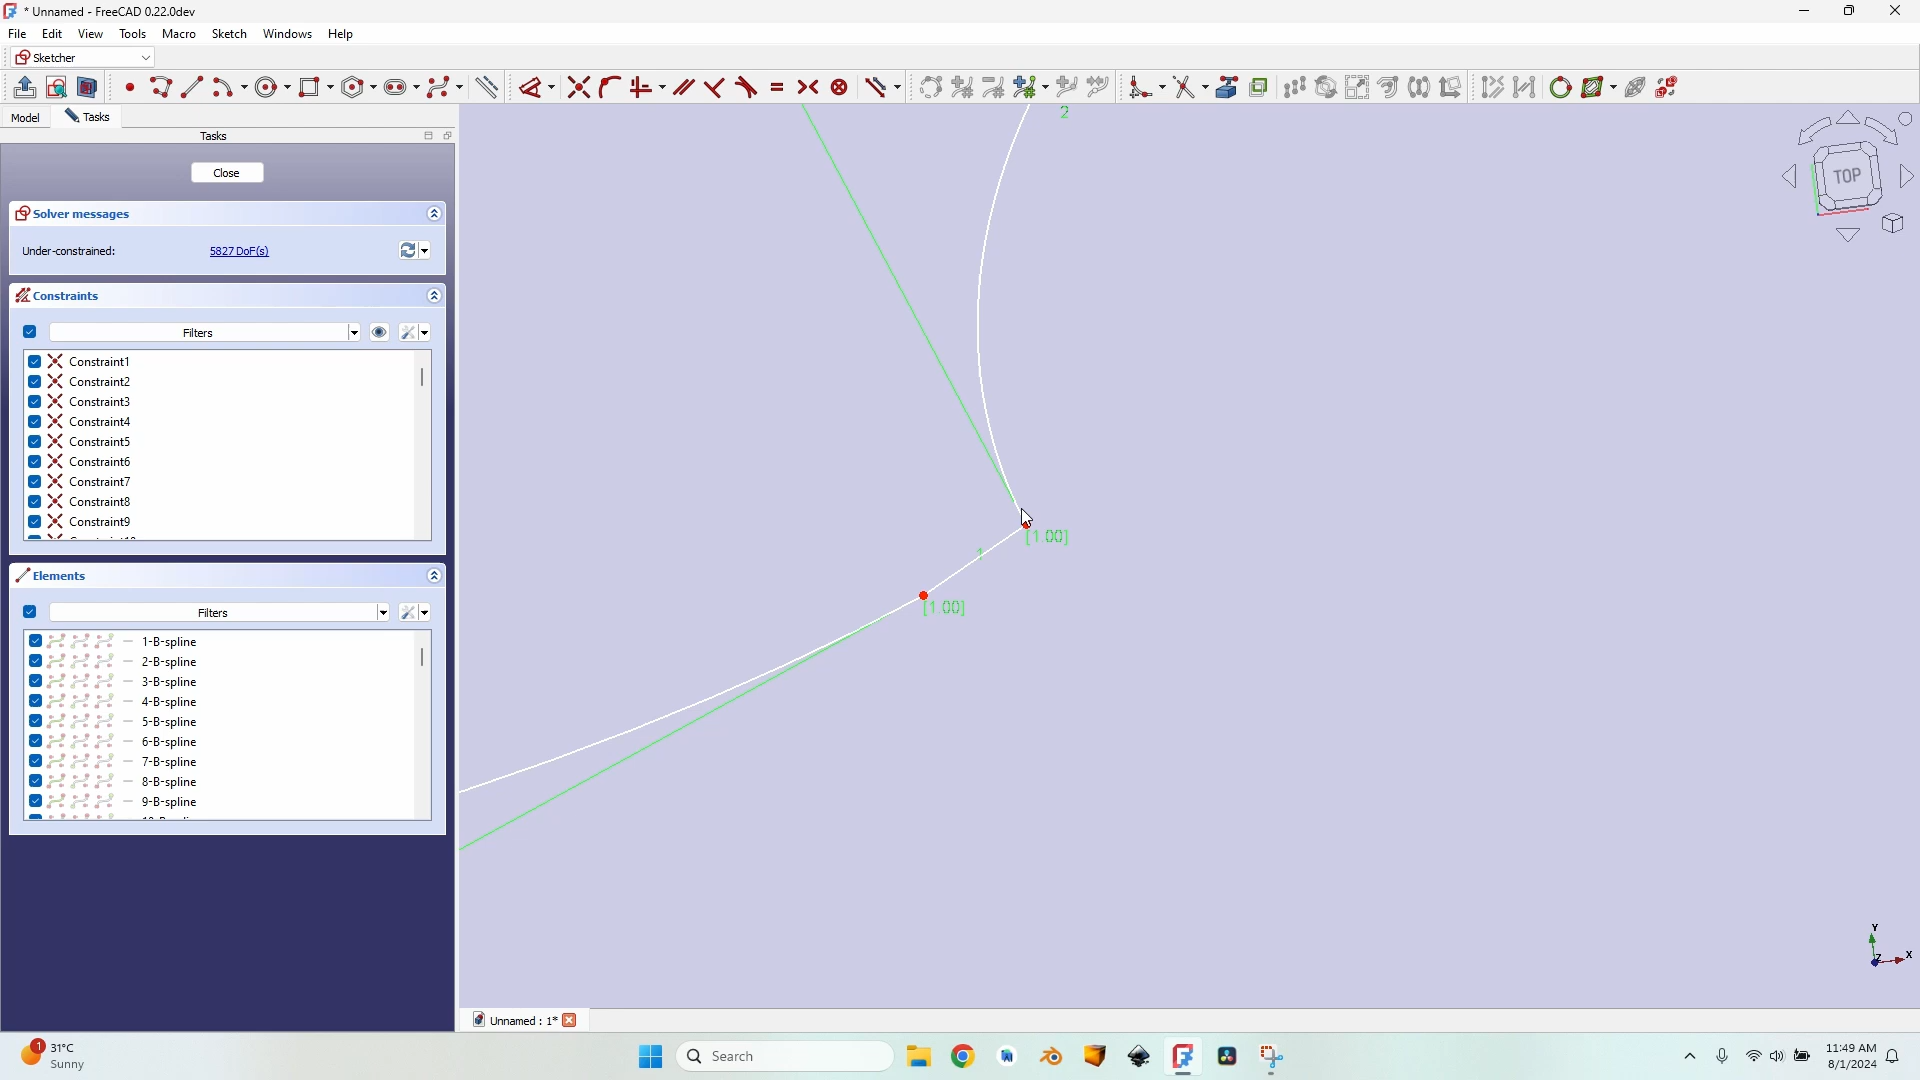 * Unnamed - FreeCAD 0.22.0dev
File Edit View Tools Macro Sketch Windows Help
Sketcher
Model Tasks
Tasks
Close
Solver messages
Under-constrained: 5827 DoF(s)
Constraints
Filters
Constraint1
Constraint2
Constraint3
Constraint4
Constraint5
Constraint6
Constraint7
Constraint8
Constraint9
Elements
Filters
1-B-spline
2-B-spline
3-B-spline
4-B-spline
5-B-spline
6-B-spline
7-B-spline
8-B-spline
9-B-spline
2
[1.00]
1
[1.00]
TOP
Y
Z X
Unnamed : 1*
1
31°C
Sunny
Search
11:49 AM
8/1/2024